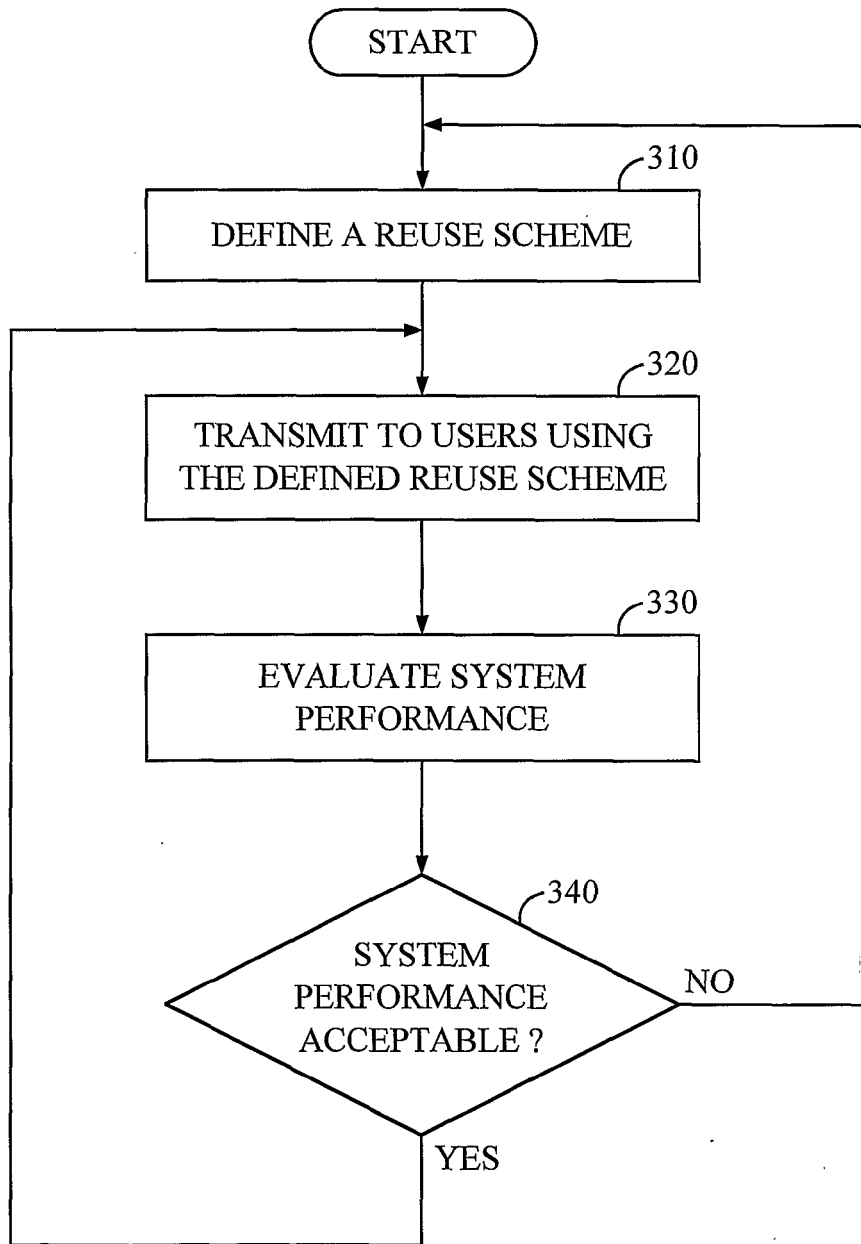 START
310
DEFINE A REUSE SCHEME
320
TRANSMIT TO USERS USING
THE DEFINED REUSE SCHEME
330
EVALUATE SYSTEM
PERFORMANCE
340
SYSTEM
PERFORMANCE
ACCEPTABLE ?
NO
YES